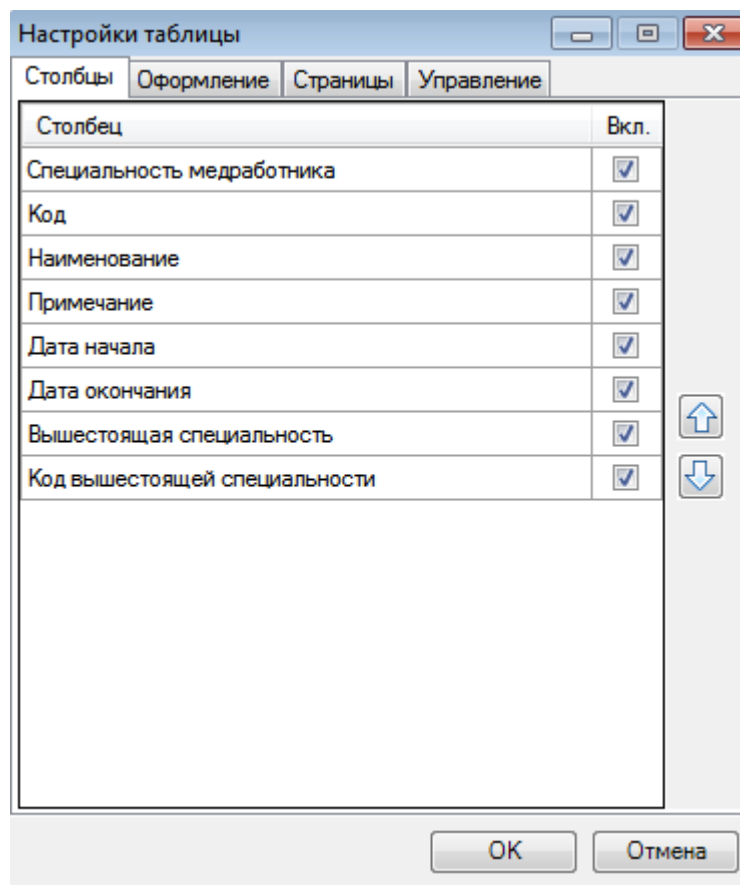 Настройки таблицы
Столбцы Оформление Страницы Управление
Столбец Вкл.
Специальность медработника
Код
Наименование
Примечание
Дата начала
Дата окончания
Вышестоящая специальность
Код вышестоящей специальности
OK Отмена